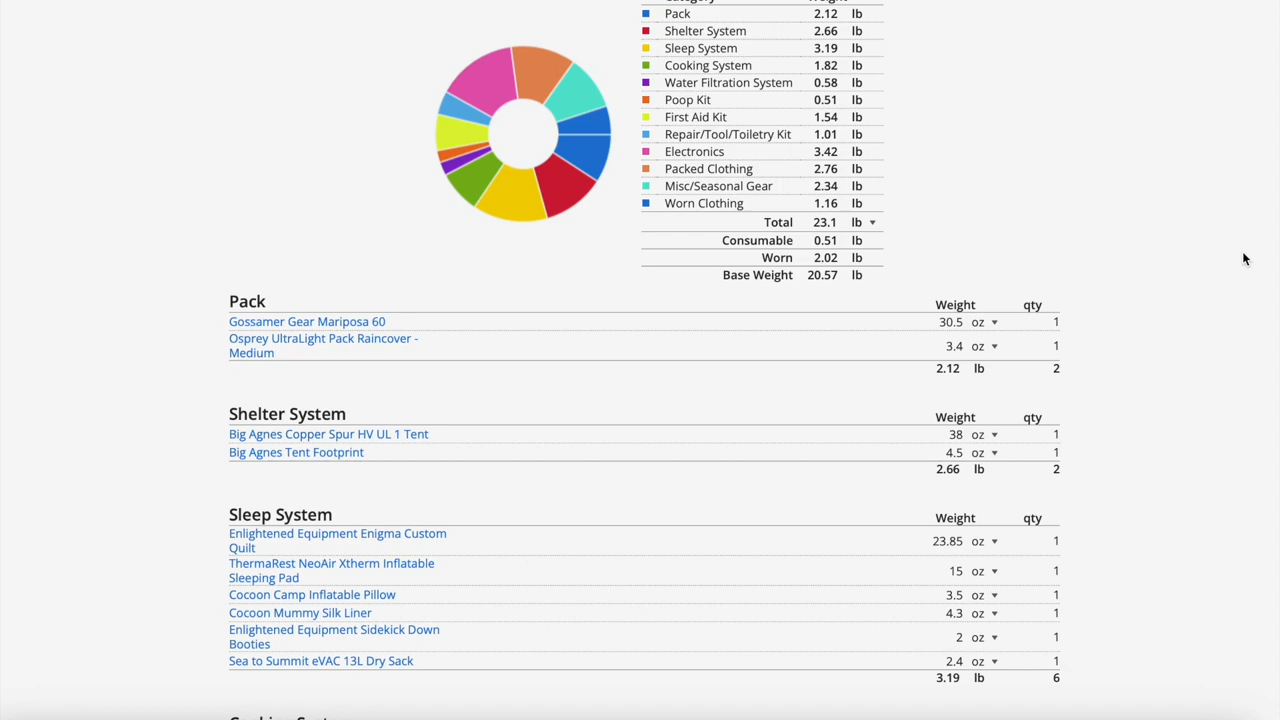 Category Weight
Pack 2.12 lb
Shelter System 2.66 lb
Sleep System 3.19 lb
Cooking System 1.82 lb
Water Filtration System 0.58 lb
Poop Kit 0.51 lb
First Aid Kit 1.54 lb
Repair/Tool/Toiletry Kit 1.01 lb
Electronics 3.42 lb
Packed Clothing 2.76 lb
Misc/Seasonal Gear 2.34 lb
Worn Clothing 1.16 lb
Total 23.1 lb
Consumable 0.51 lb
Worn 2.02 lb
Base Weight 20.57 lb
Pack Weight qty
Gossamer Gear Mariposa 60 30.5 oz 1
Osprey UltraLight Pack Raincover -
Medium 3.4 oz 1
2.12 lb 2
Shelter System Weight qty
Big Agnes Copper Spur HV UL 1 Tent 38 oz 1
Big Agnes Tent Footprint 4.5 oz 1
2.66 lb 2
Sleep System Weight qty
Enlightened Equipment Enigma Custom
Quilt 23.85 oz 1
ThermaRest NeoAir Xtherm Inflatable
Sleeping Pad 15 oz 1
Cocoon Camp Inflatable Pillow 3.5 oz 1
Cocoon Mummy Silk Liner 4.3 oz 1
Enlightened Equipment Sidekick Down
Booties 2 oz 1
Sea to Summit eVAC 13L Dry Sack 2.4 oz 1
3.19 lb 6